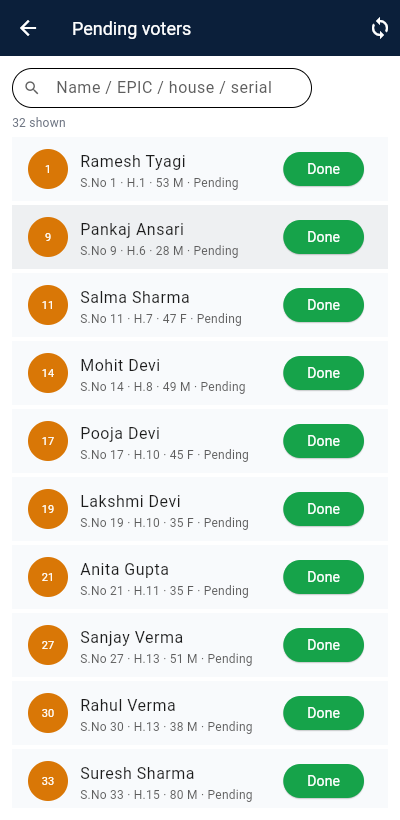 Pending voters
Name / EPIC / house / serial
32 shown
1
Ramesh Tyagi
S.No 1 · H.1 · 53 M · Pending
Done
9
Pankaj Ansari
S.No 9 · H.6 · 28 M · Pending
Done
11
Salma Sharma
S.No 11 · H.7 · 47 F · Pending
Done
14
Mohit Devi
S.No 14 · H.8 · 49 M · Pending
Done
17
Pooja Devi
S.No 17 · H.10 · 45 F · Pending
Done
19
Lakshmi Devi
S.No 19 · H.10 · 35 F · Pending
Done
21
Anita Gupta
S.No 21 · H.11 · 35 F · Pending
Done
27
Sanjay Verma
S.No 27 · H.13 · 51 M · Pending
Done
30
Rahul Verma
S.No 30 · H.13 · 38 M · Pending
Done
33
Suresh Sharma
S.No 33 · H.15 · 80 M · Pending
Done